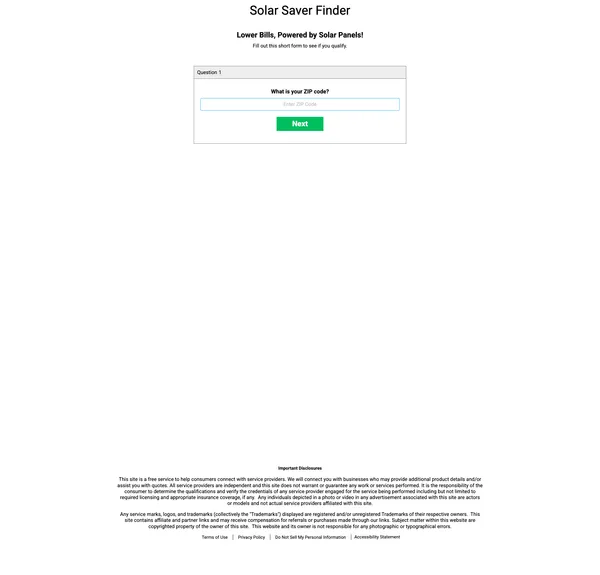 Solar Saver Finder
Lower Bills, Powered by Solar Panels!
Fill out this short form to see if you qualify.
Question 1
What is your ZIP code?
Enter ZIP Code
Next
Important Disclosures
This site is a free service to help consumers connect with service providers. We will connect you with businesses who may provide additional product details and/or
assist you with quotes. All service providers are independent and this site does not warrant or guarantee any work or services performed. It is the responsibility of the
consumer to determine the qualifications and verify the credentials of any service provider engaged for the service being performed including but not limited to
required licensing and appropriate insurance coverage, if any. Any individuals depicted in a photo or video in any advertisement associated with this site are actors
or models and not actual service providers affiliated with this site.
Any service marks, logos, and trademarks (collectively the "Trademarks") displayed are registered and/or unregistered Trademarks of their respective owners. This
site contains affiliate and partner links and may receive compensation for referrals or purchases made through our links. Subject matter within this website are
copyrighted property of the owner of this site. This website and its owner is not responsible for any photographic or typographical errors.
Terms of Use | Privacy Policy | Do Not Sell My Personal Information | Accessibility Statement